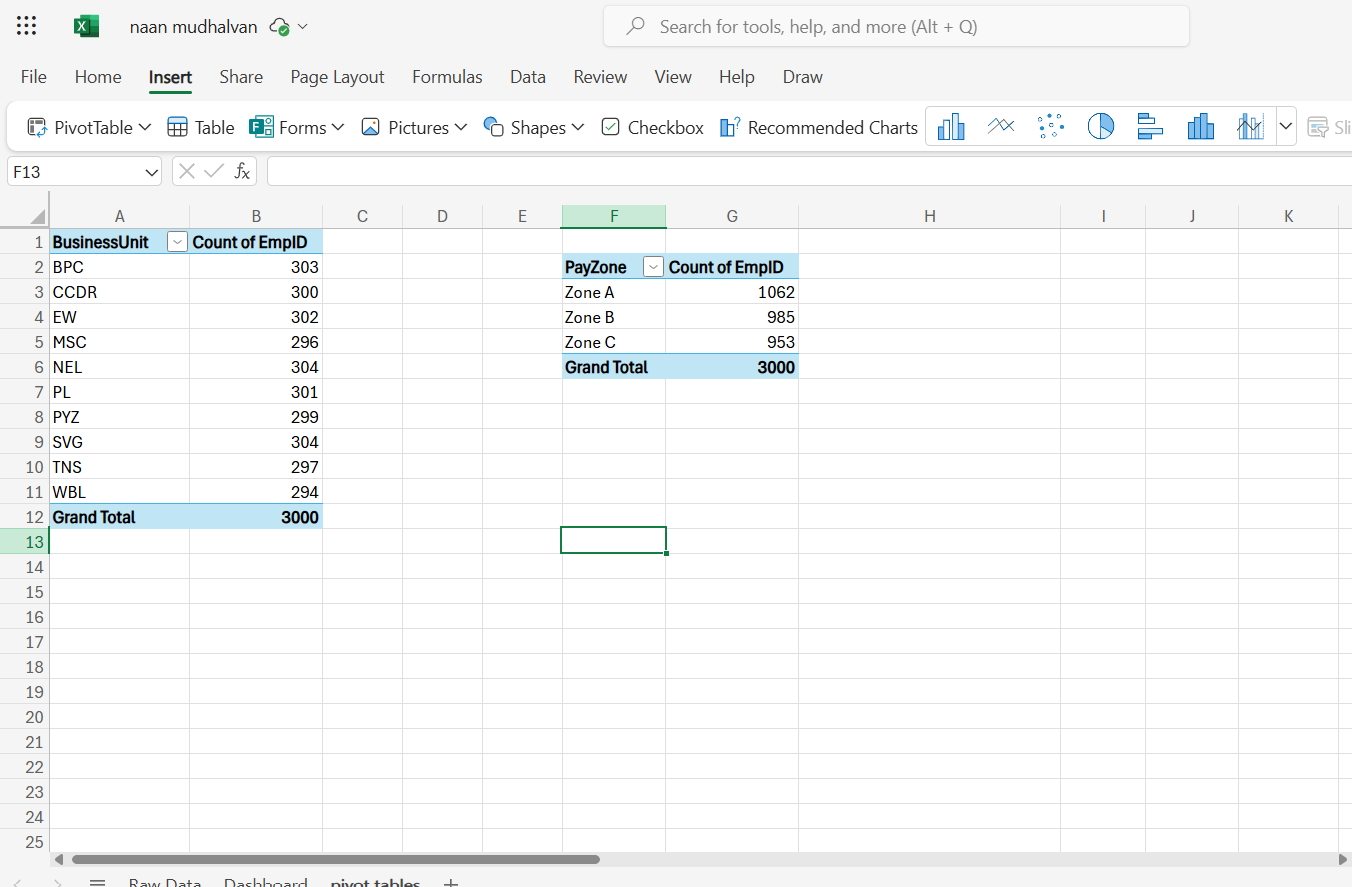 naan mudhalvan
Search for tools, help, and more (Alt + Q)
File Home Insert Share Page Layout Formulas Data Review View Help Draw
PivotTable Table Forms Pictures Shapes Checkbox Recommended Charts Sli
F13 fx
A B C D E F G H I J K
1 BusinessUnit Count of EmpID
2 BPC 303 PayZone Count of EmpID
3 CCDR 300 Zone A 1062
4 EW 302 Zone B 985
5 MSC 296 Zone C 953
6 NEL 304 Grand Total 3000
7 PL 301
8 PYZ 299
9 SVG 304
10 TNS 297
11 WBL 294
12 Grand Total 3000
13
14
15
16
17
18
19
20
21
22
23
24
25
Raw Data Dashboard pivot tables +